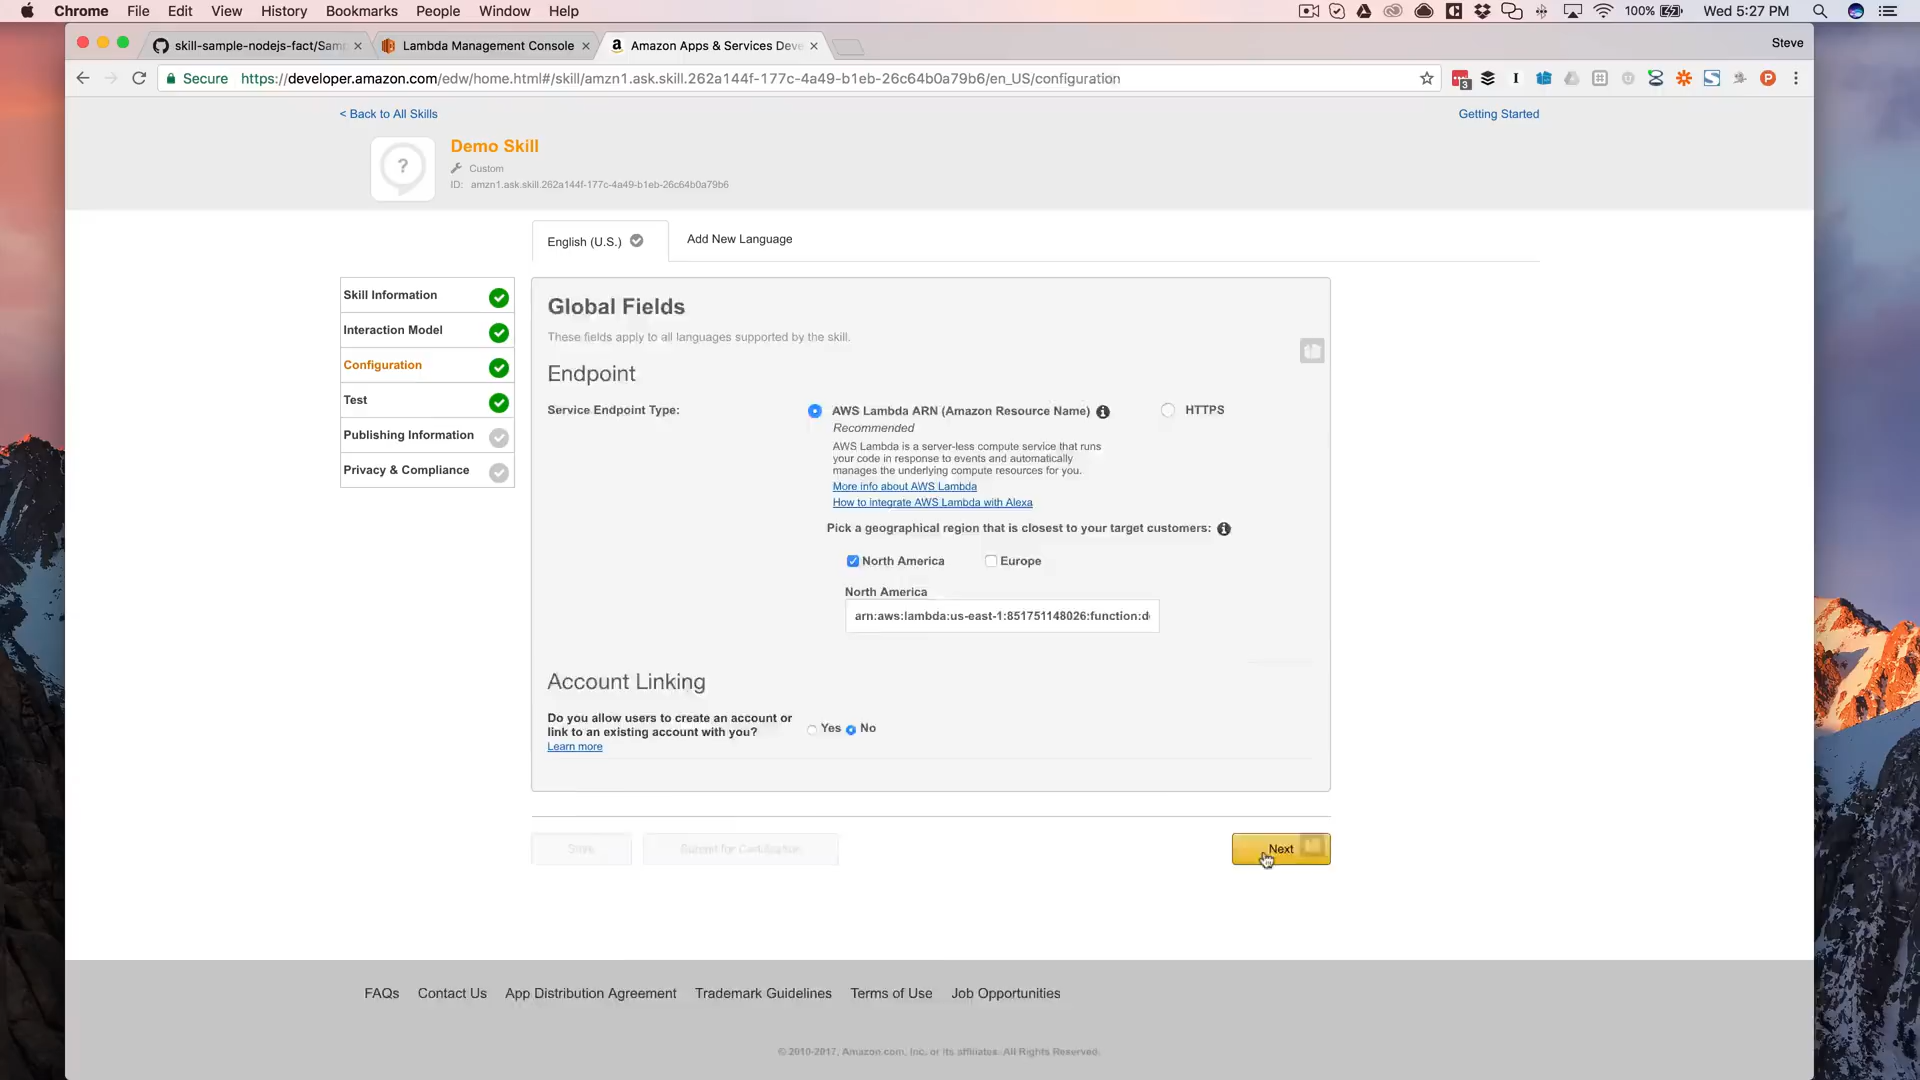 Chrome File Edit View History Bookmarks People Window Help 100% Wed 5:27 PM
skill-sample-nodejs-fact/Sam Lambda Management Console Amazon Apps & Services Deve Steve
Secure https://developer.amazon.com/edw/home.html#/skill/amzn1.ask.skill.262a144f-177c-4a49-b1eb-26c64b0a79b6/en_US/configuration
3
< Back to All Skills Getting Started
Demo Skill
?
Custom
ID: amzn1.ask.skill.262a144f-177c-4a49-b1eb-26c64b0a79b6
English (U.S.) Add New Language
Skill Information
Interaction Model
Configuration
Test
Publishing Information
Privacy & Compliance
Global Fields
These fields apply to all languages supported by the skill.
Endpoint
Service Endpoint Type:
AWS Lambda ARN (Amazon Resource Name) HTTPS
Recommended
AWS Lambda is a server-less compute service that runs
your code in response to events and automatically
manages the underlying compute resources for you.
More info about AWS Lambda
How to integrate AWS Lambda with Alexa
Pick a geographical region that is closest to your target customers:
North America Europe
North America
arn:aws:lambda:us-east-1:851751148026:function:d
Account Linking
Do you allow users to create an account or
link to an existing account with you?
Yes No
Learn more
Save Submit for Certification Next
FAQs Contact Us App Distribution Agreement Trademark Guidelines Terms of Use Job Opportunities
© 2010-2017, Amazon.com, Inc. or its affiliates. All Rights Reserved.